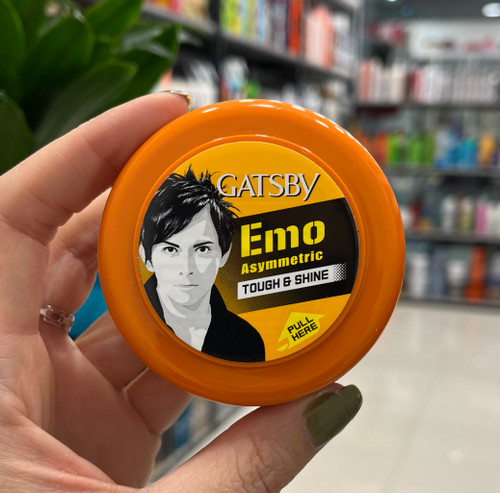 GATSBY
Emo
Asymmetric
TOUGH & SHINE
PULL
HERE